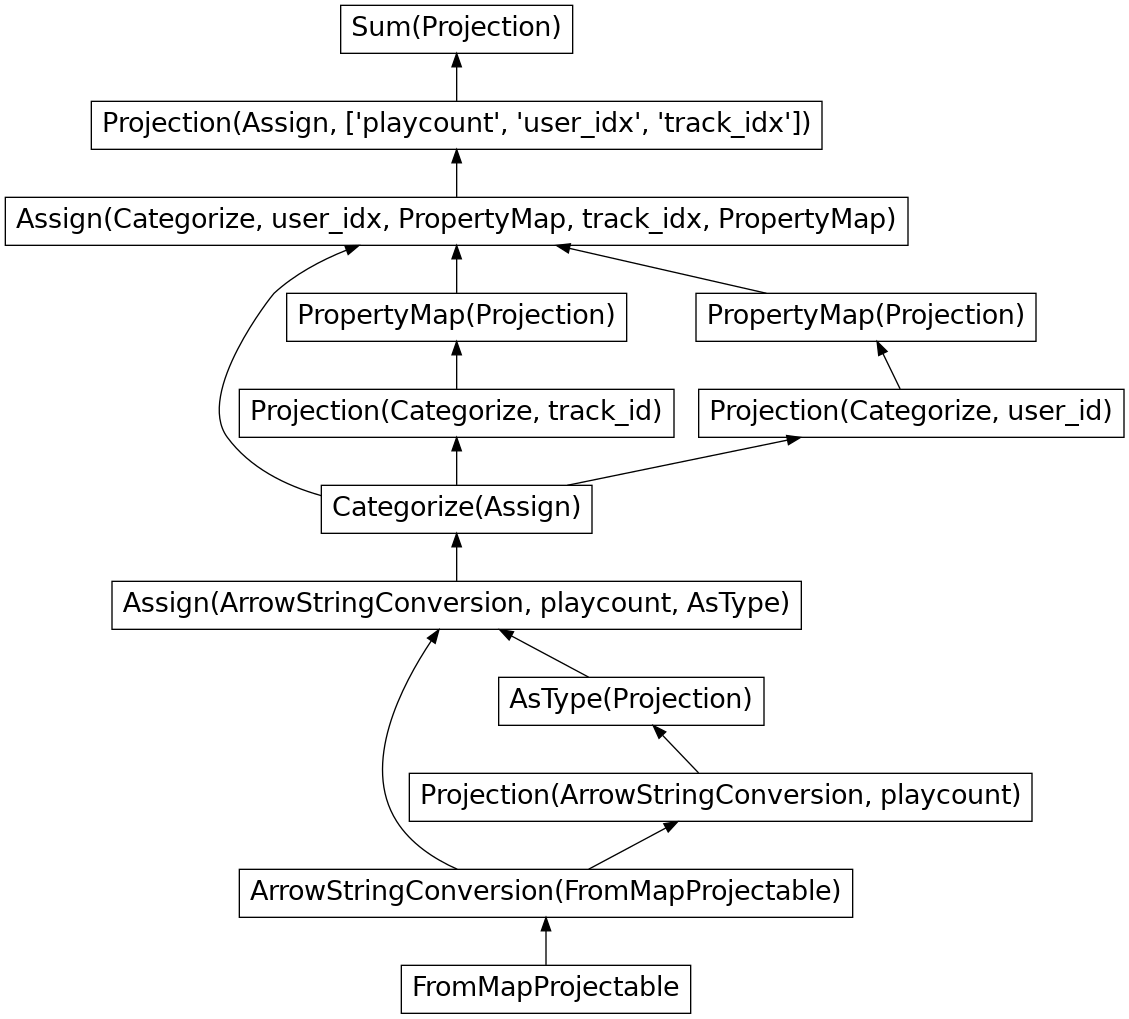 Sum(Projection)
Projection(Assign, ['playcount', 'user_idx', 'track_idx'])
Assign(Categorize, user_idx, PropertyMap, track_idx, PropertyMap)
PropertyMap(Projection)
PropertyMap(Projection)
Projection(Categorize, track_id)
Projection(Categorize, user_id)
Categorize(Assign)
Assign(ArrowStringConversion, playcount, AsType)
AsType(Projection)
Projection(ArrowStringConversion, playcount)
ArrowStringConversion(FromMapProjectable)
FromMapProjectable